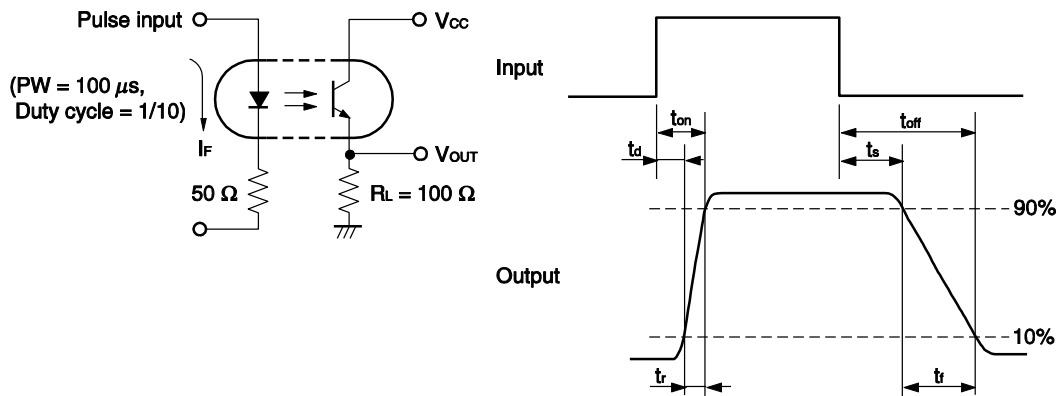 Pulse input
VCC
(PW = 100 μs,
Duty cycle = 1/10)
IF
VOUT
50 Ω
RL = 100 Ω
Input
ton
toff
td
ts
90%
Output
10%
tr
tf